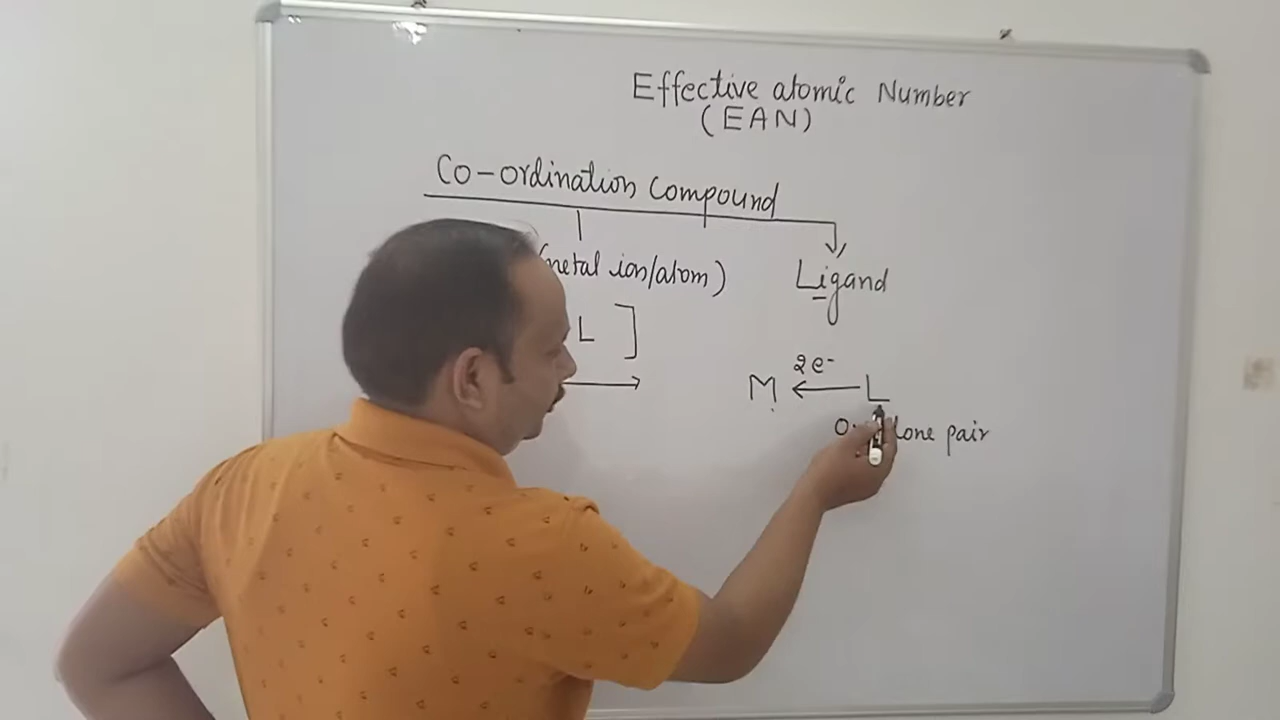 Effective atomic Number
(EAN)
Co-ordination Compound
(metal ion/atom)
Ligand
L ]
2e-
M ← L
lone pair